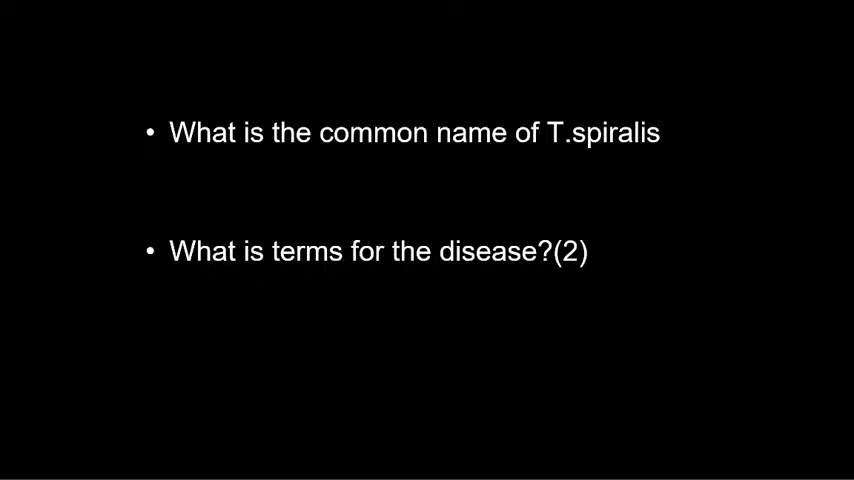 • What is the common name of T.spiralis
• What is terms for the disease?(2)